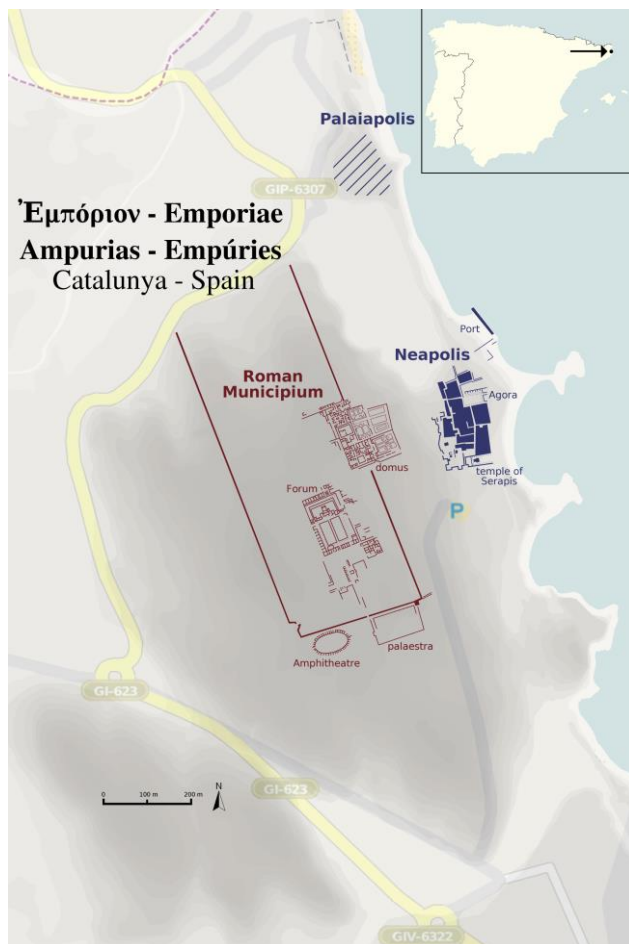 Palaiapolis
GIP-6307
Ἐμπόριον - Emporiae
Ampurias - Empúries
Catalunya - Spain
Port
Neapolis
Roman
Municipium
Agora
domus
temple of
Serapis
Forum
P
Amphitheatre
palaestra
GI-623
GI-623
0
100 m
200 m
N
GIV-6322